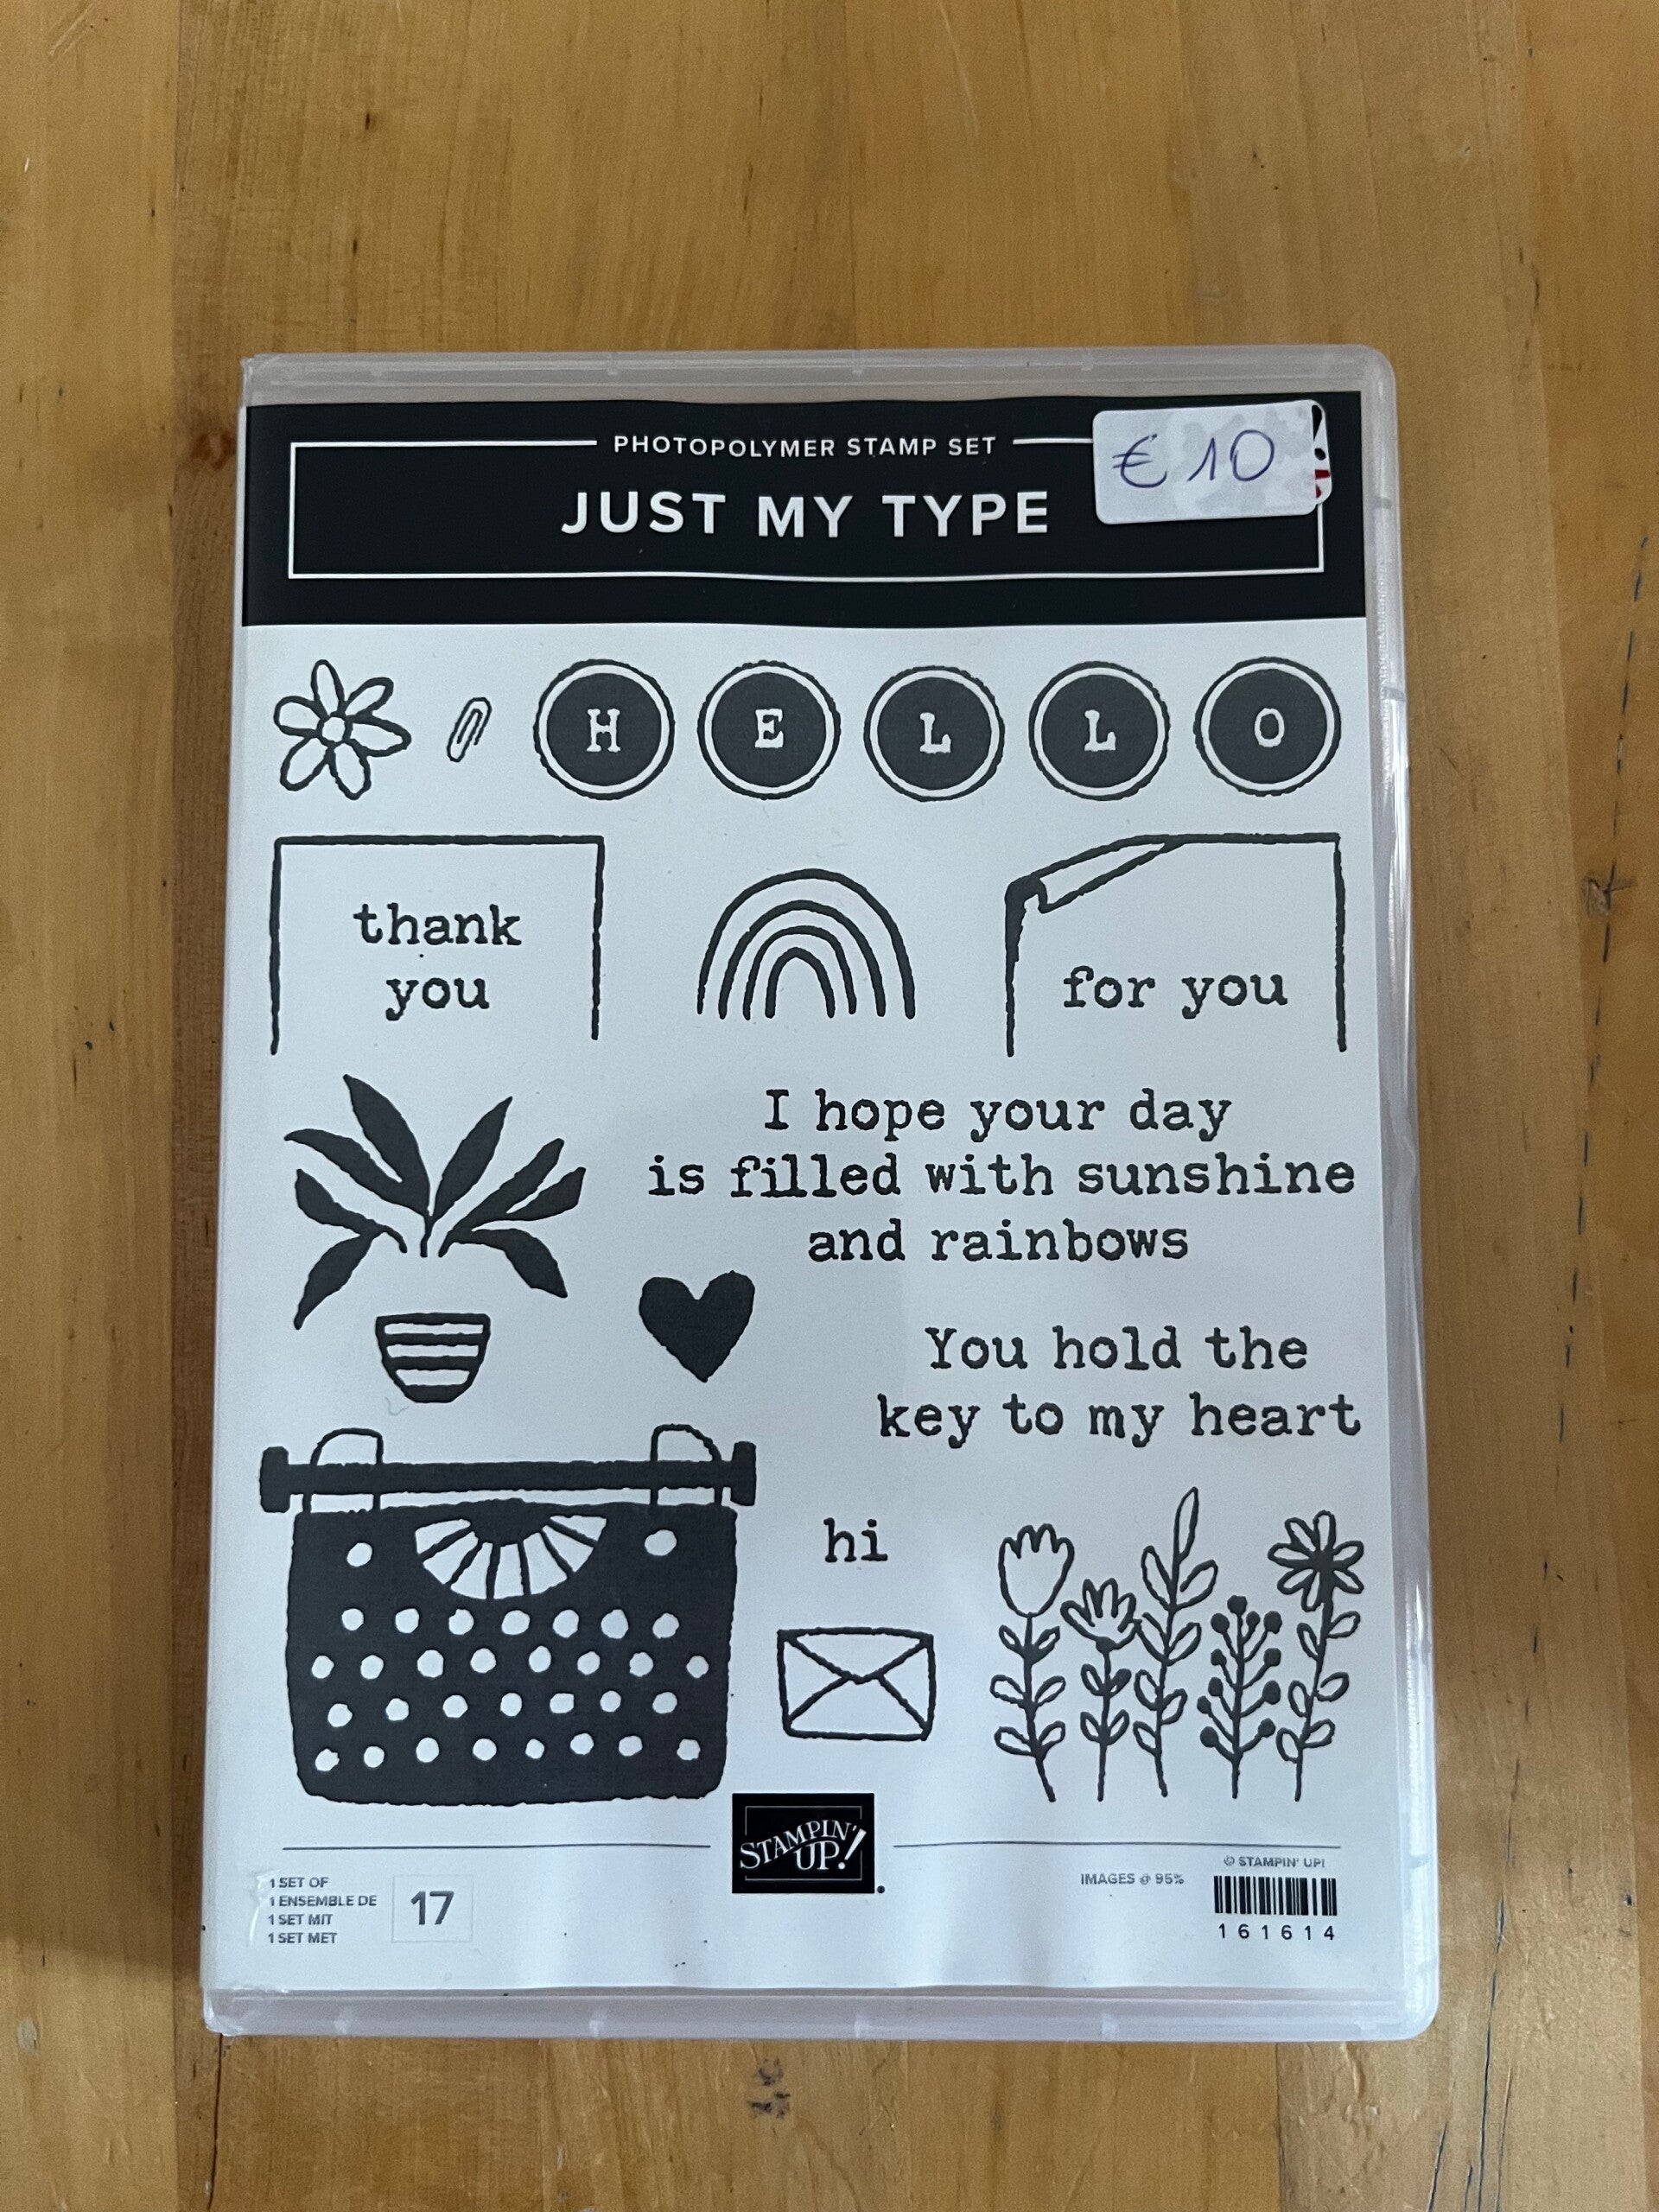 PHOTOPOLYMER STAMP SET
€10
JUST MY TYPE
H E L L O
thank
you
for you
I hope your day
is filled with sunshine
and rainbows
You hold the
key to my heart
hi
STAMPIN'
UP!
1 SET OF
1 ENSEMBLE DE
1 SET MIT
1 SET MET
17
IMAGES @ 95%
© STAMPIN' UP!
161614